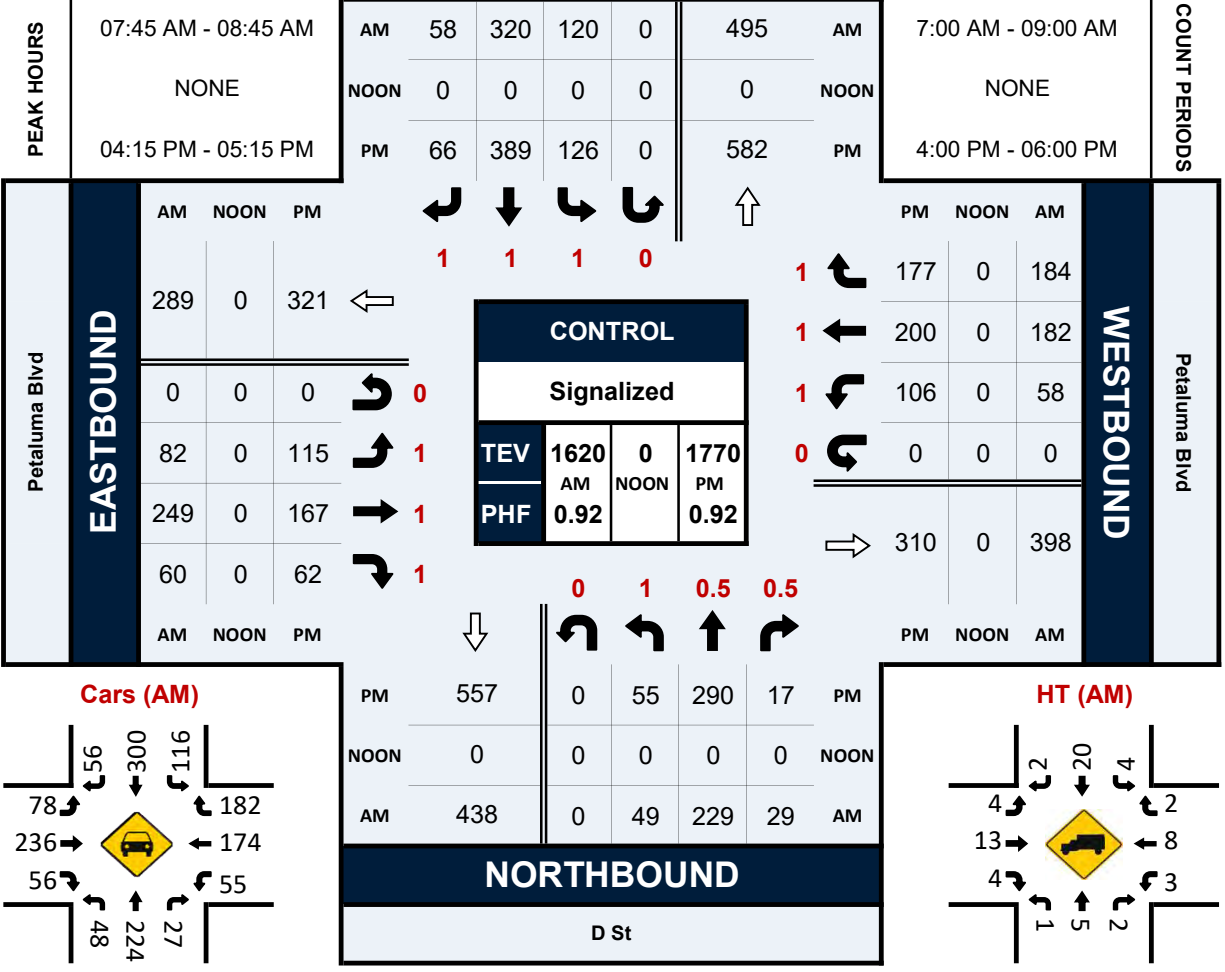 PEAK HOURS
07:45 AM - 08:45 AM
NONE
04:15 PM - 05:15 PM
AM 58 320 120 0 495 AM
NOON 0 0 0 0 0 NOON
PM 66 389 126 0 582 PM
7:00 AM - 09:00 AM
NONE
4:00 PM - 06:00 PM
COUNT PERIODS
1 1 1 0
Petaluma Blvd
EASTBOUND
AM NOON PM
289 0 321
0 0 0 0
82 0 115 1
249 0 167 1
60 0 62 1
AM NOON PM
CONTROL
Signalized
TEV 1620 0 1770
AM NOON PM
PHF 0.92 0.92
PM NOON AM
1 177 0 184
1 200 0 182
1 106 0 58
0 0 0 0
310 0 398
PM NOON AM
WESTBOUND
Petaluma Blvd
0 1 0.5 0.5
PM 557 0 55 290 17 PM
NOON 0 0 0 0 0 NOON
AM 438 0 49 229 29 AM
NORTHBOUND
D St
Cars (AM)
56 300 116
78 182
236 174
56 55
48 224 27
HT (AM)
2 20 4
4 2
13 8
4 3
1 5 2